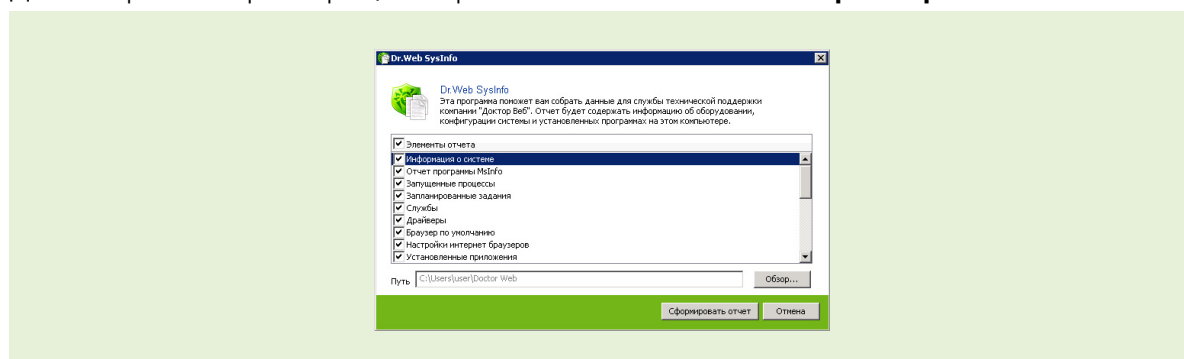 Dr.Web SysInfo
Dr.Web SysInfo
Эта программа поможет вам собрать данные для службы технической поддержки
компании "Доктор Веб". Отчет будет содержать информацию об оборудовании,
конфигурации системы и установленных программах на этом компьютере.
Элементы отчета
Информация о системе
Отчет программы MsInfo
Запущенные процессы
Запланированные задания
Службы
Драйверы
Браузер по умолчанию
Настройки интернет браузеров
Установленные приложения
Путь C:\Users\user\Doctor Web Обзор...
Сформировать отчет Отмена